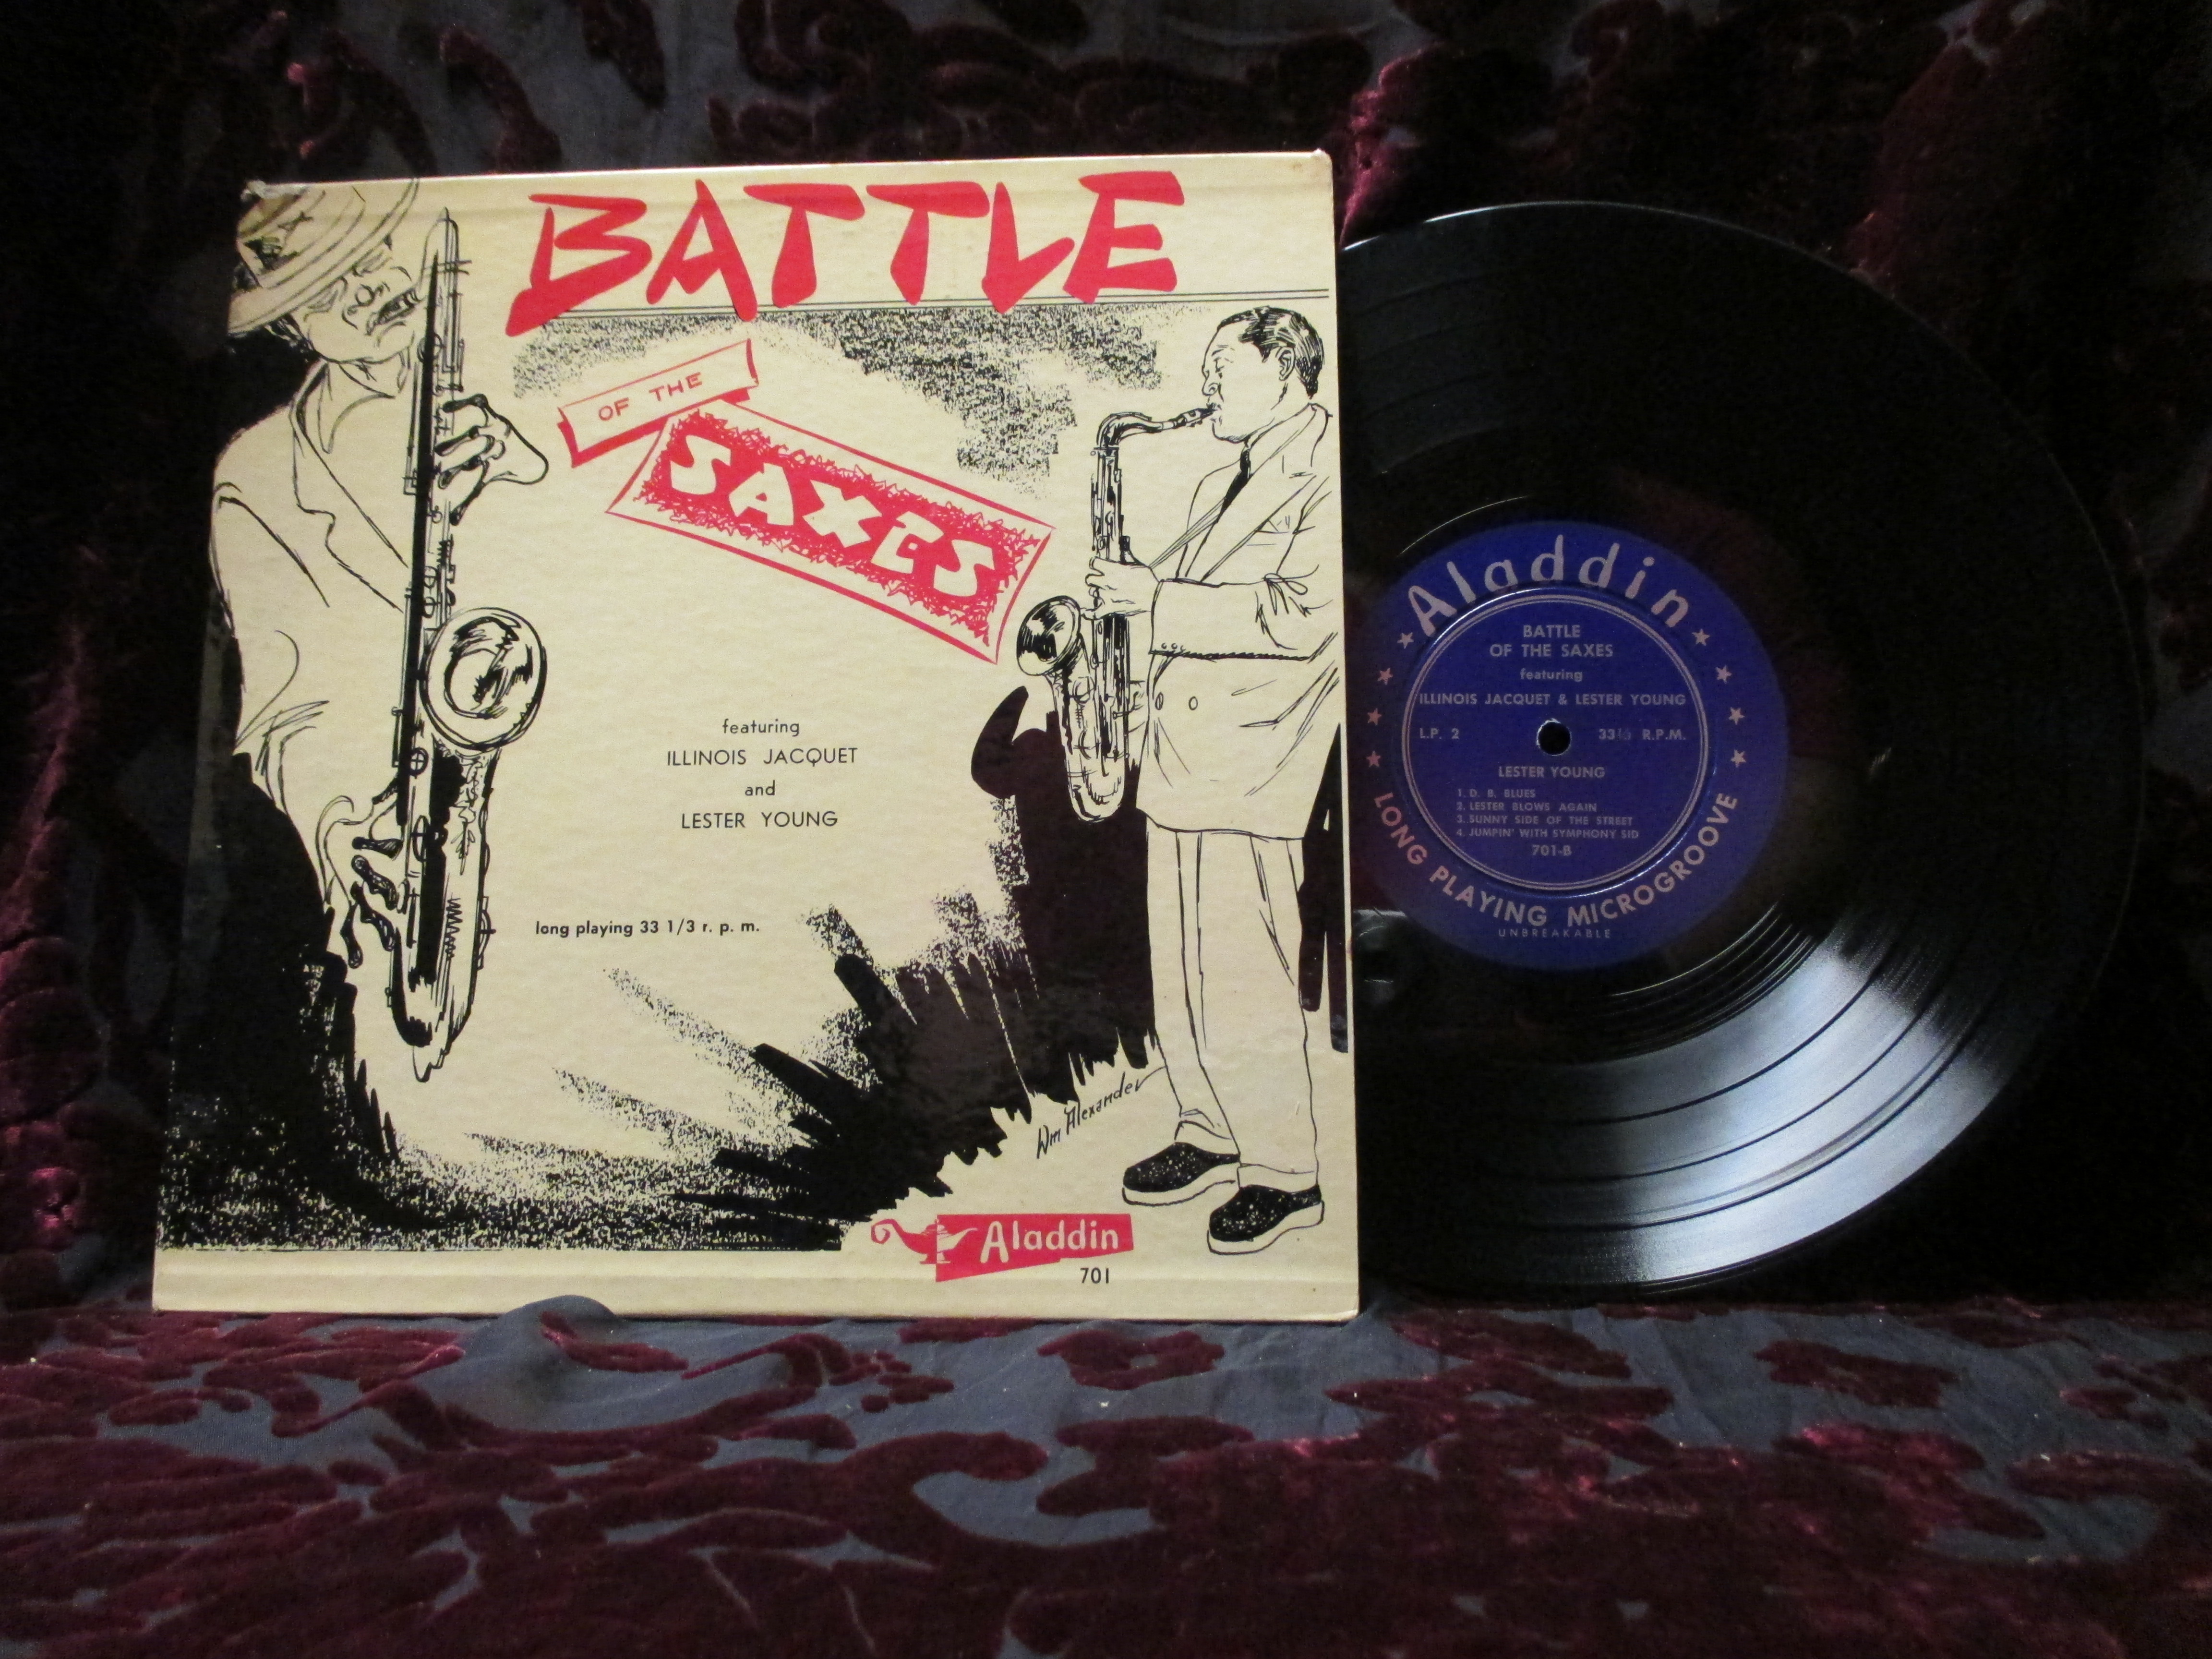 BATTLE
OF THE
SAXES
featuring
ILLINOIS JACQUET
and
LESTER YOUNG
long playing 33 1/3 r. p. m.
Wm Alexander
Aladdin
701
Aladdin
BATTLE
OF THE SAXES
featuring
ILLINOIS JACQUET & LESTER YOUNG
L.P. 2 33⅓ R.P.M.
LESTER YOUNG
1. D. B. BLUES
2. LESTER BLOWS AGAIN
3. SUNNY SIDE OF THE STREET
4. JUMPIN' WITH SYMPHONY SID
701-B
LONG PLAYING MICROGROOVE
UNBREAKABLE